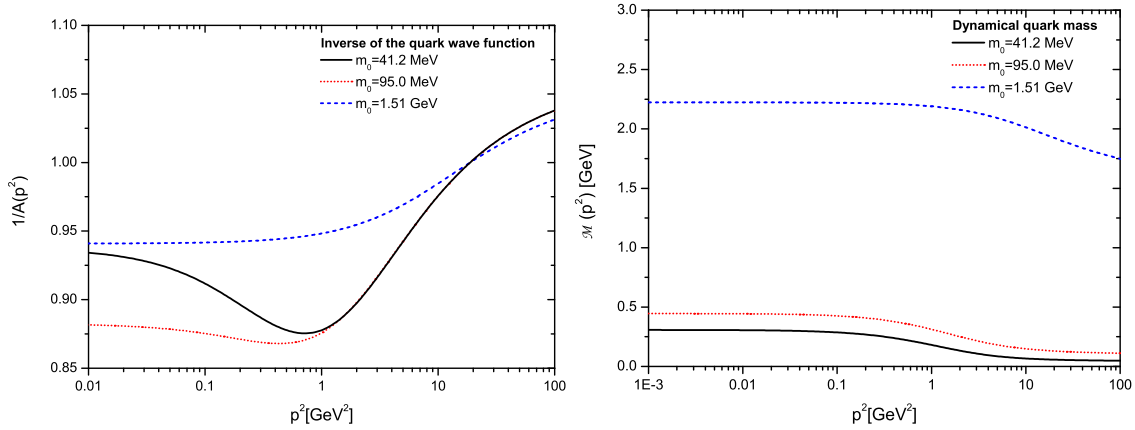 1.10
1.05
1.00
0.95
0.90
0.85
1/A(p²)
Inverse of the quark wave function
m₀=41.2 MeV
m₀=95.0 MeV
m₀=1.51 GeV
0.01 0.1 1 10 100
p²[GeV²]
3.0
2.5
2.0
1.5
1.0
0.5
0.0
ℳ (p²) [GeV]
Dynamical quark mass
m₀=41.2 MeV
m₀=95.0 MeV
m₀=1.51 GeV
1E-3 0.01 0.1 1 10 100
p²[GeV²]